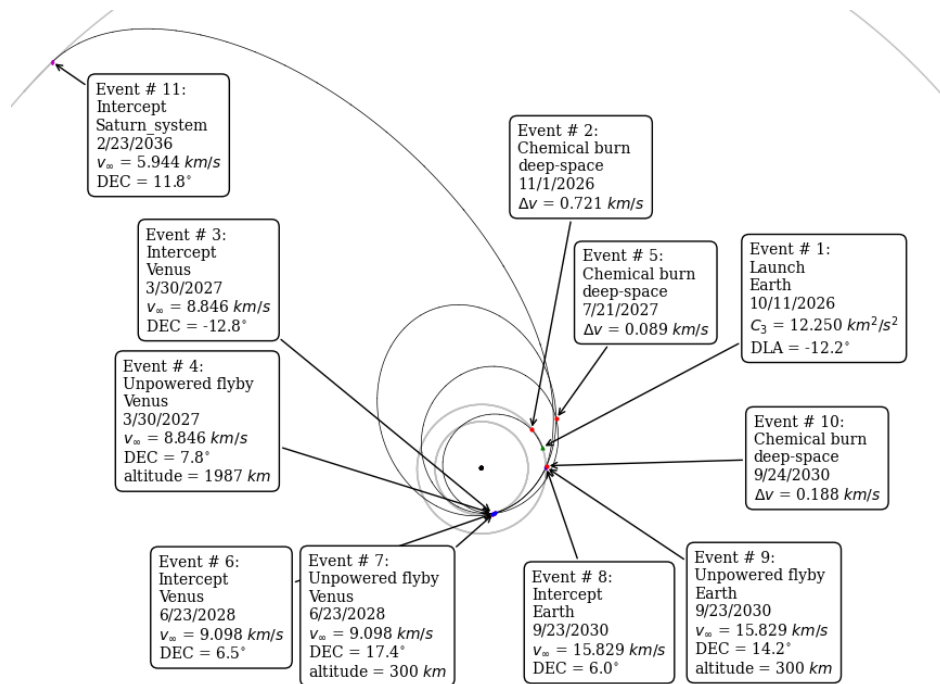 Event # 11:
Intercept
Saturn_system
2/23/2036
v∞ = 5.944 km/s
DEC = 11.8°
Event # 2:
Chemical burn
deep-space
11/1/2026
Δv = 0.721 km/s
Event # 3:
Intercept
Venus
3/30/2027
v∞ = 8.846 km/s
DEC = -12.8°
Event # 5:
Chemical burn
deep-space
7/21/2027
Δv = 0.089 km/s
Event # 1:
Launch
Earth
10/11/2026
C₃ = 12.250 km²/s²
DLA = -12.2°
Event # 4:
Unpowered flyby
Venus
3/30/2027
v∞ = 8.846 km/s
DEC = 7.8°
altitude = 1987 km
Event # 10:
Chemical burn
deep-space
9/24/2030
Δv = 0.188 km/s
Event # 6:
Intercept
Venus
6/23/2028
v∞ = 9.098 km/s
DEC = 6.5°
Event # 7:
Unpowered flyby
Venus
6/23/2028
v∞ = 9.098 km/s
DEC = 17.4°
altitude = 300 km
Event # 8:
Intercept
Earth
9/23/2030
v∞ = 15.829 km/s
DEC = 6.0°
Event # 9:
Unpowered flyby
Earth
9/23/2030
v∞ = 15.829 km/s
DEC = 14.2°
altitude = 300 km